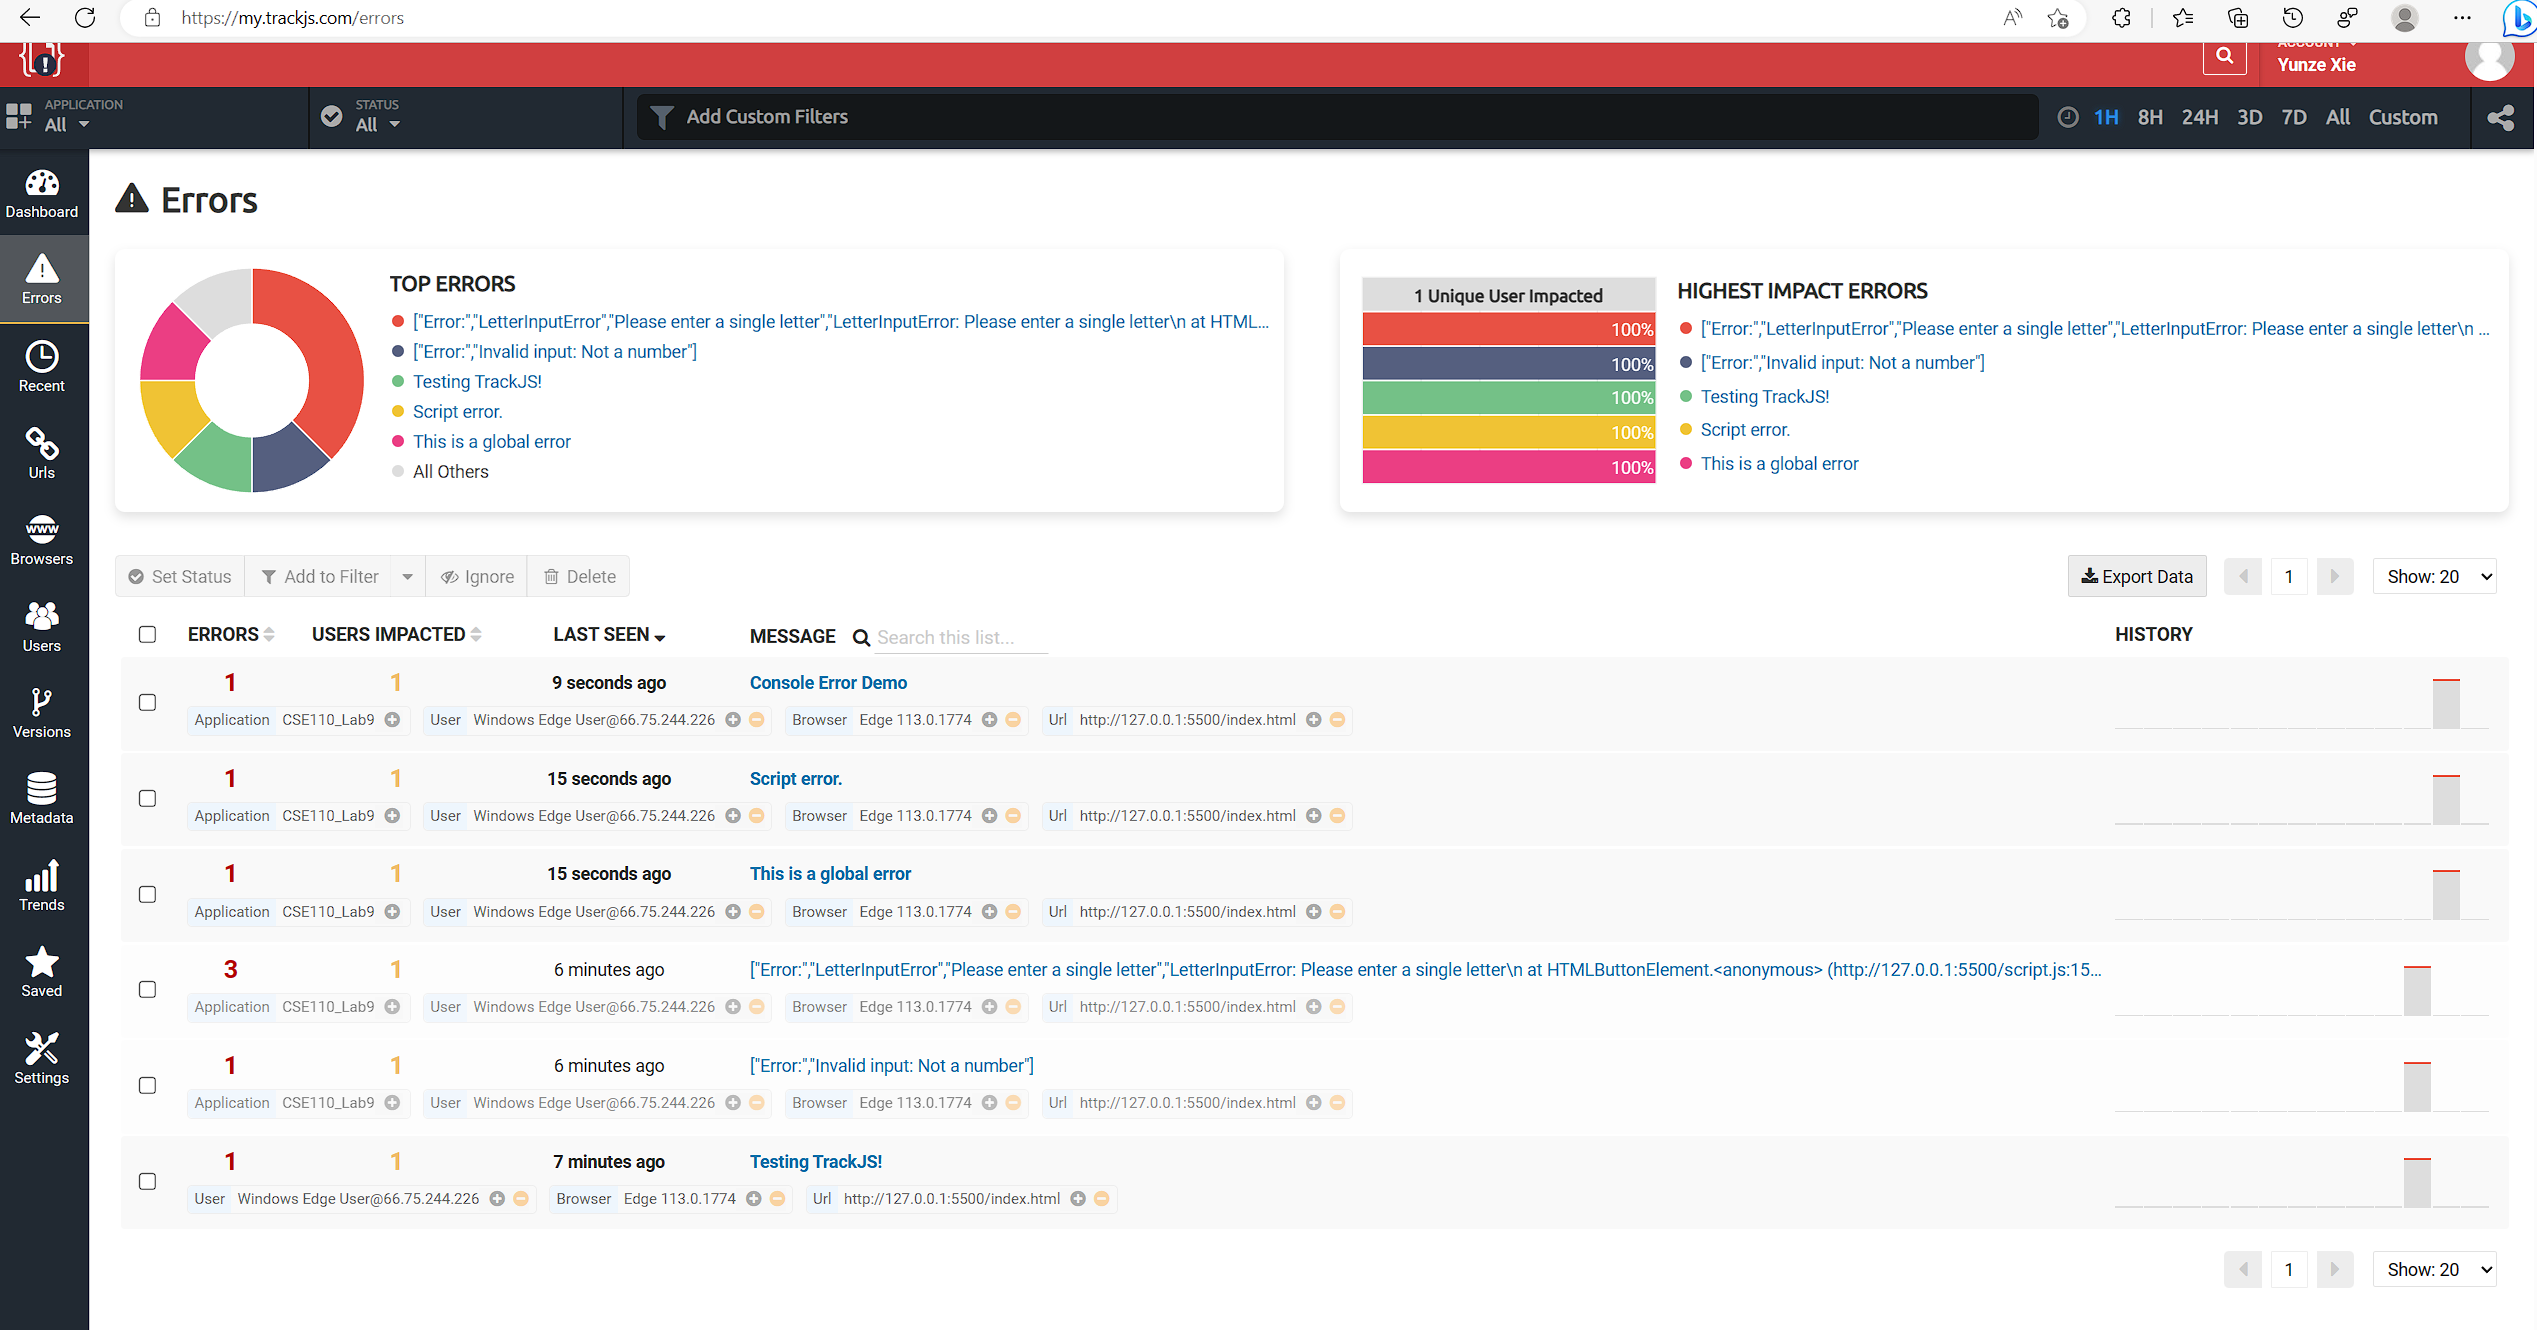 https://my.trackjs.com/errors
ACCOUNT
Yunze Xie
APPLICATION
All
STATUS
All
Add Custom Filters
1H 8H 24H 3D 7D All Custom
Dashboard
Errors
Recent
Urls
www
Browsers
Users
Versions
Metadata
Trends
Saved
Settings
Errors
TOP ERRORS
["Error:","LetterInputError","Please enter a single letter","LetterInputError: Please enter a single letter\n at HTML...
["Error:","Invalid input: Not a number"]
Testing TrackJS!
Script error.
This is a global error
All Others
1 Unique User Impacted
100%
100%
100%
100%
100%
HIGHEST IMPACT ERRORS
["Error:","LetterInputError","Please enter a single letter","LetterInputError: Please enter a single letter\n ...
["Error:","Invalid input: Not a number"]
Testing TrackJS!
Script error.
This is a global error
Set Status Add to Filter Ignore Delete
Export Data 1 Show: 20
ERRORS USERS IMPACTED LAST SEEN MESSAGE Search this list... HISTORY
1 1 9 seconds ago Console Error Demo
Application CSE110_Lab9 User Windows Edge User@66.75.244.226 Browser Edge 113.0.1774 Url http://127.0.0.1:5500/index.html
1 1 15 seconds ago Script error.
Application CSE110_Lab9 User Windows Edge User@66.75.244.226 Browser Edge 113.0.1774 Url http://127.0.0.1:5500/index.html
1 1 15 seconds ago This is a global error
Application CSE110_Lab9 User Windows Edge User@66.75.244.226 Browser Edge 113.0.1774 Url http://127.0.0.1:5500/index.html
3 1 6 minutes ago ["Error:","LetterInputError","Please enter a single letter","LetterInputError: Please enter a single letter\n at HTMLButtonElement.<anonymous> (http://127.0.0.1:5500/script.js:15...
Application CSE110_Lab9 User Windows Edge User@66.75.244.226 Browser Edge 113.0.1774 Url http://127.0.0.1:5500/index.html
1 1 6 minutes ago ["Error:","Invalid input: Not a number"]
Application CSE110_Lab9 User Windows Edge User@66.75.244.226 Browser Edge 113.0.1774 Url http://127.0.0.1:5500/index.html
1 1 7 minutes ago Testing TrackJS!
User Windows Edge User@66.75.244.226 Browser Edge 113.0.1774 Url http://127.0.0.1:5500/index.html
1 Show: 20